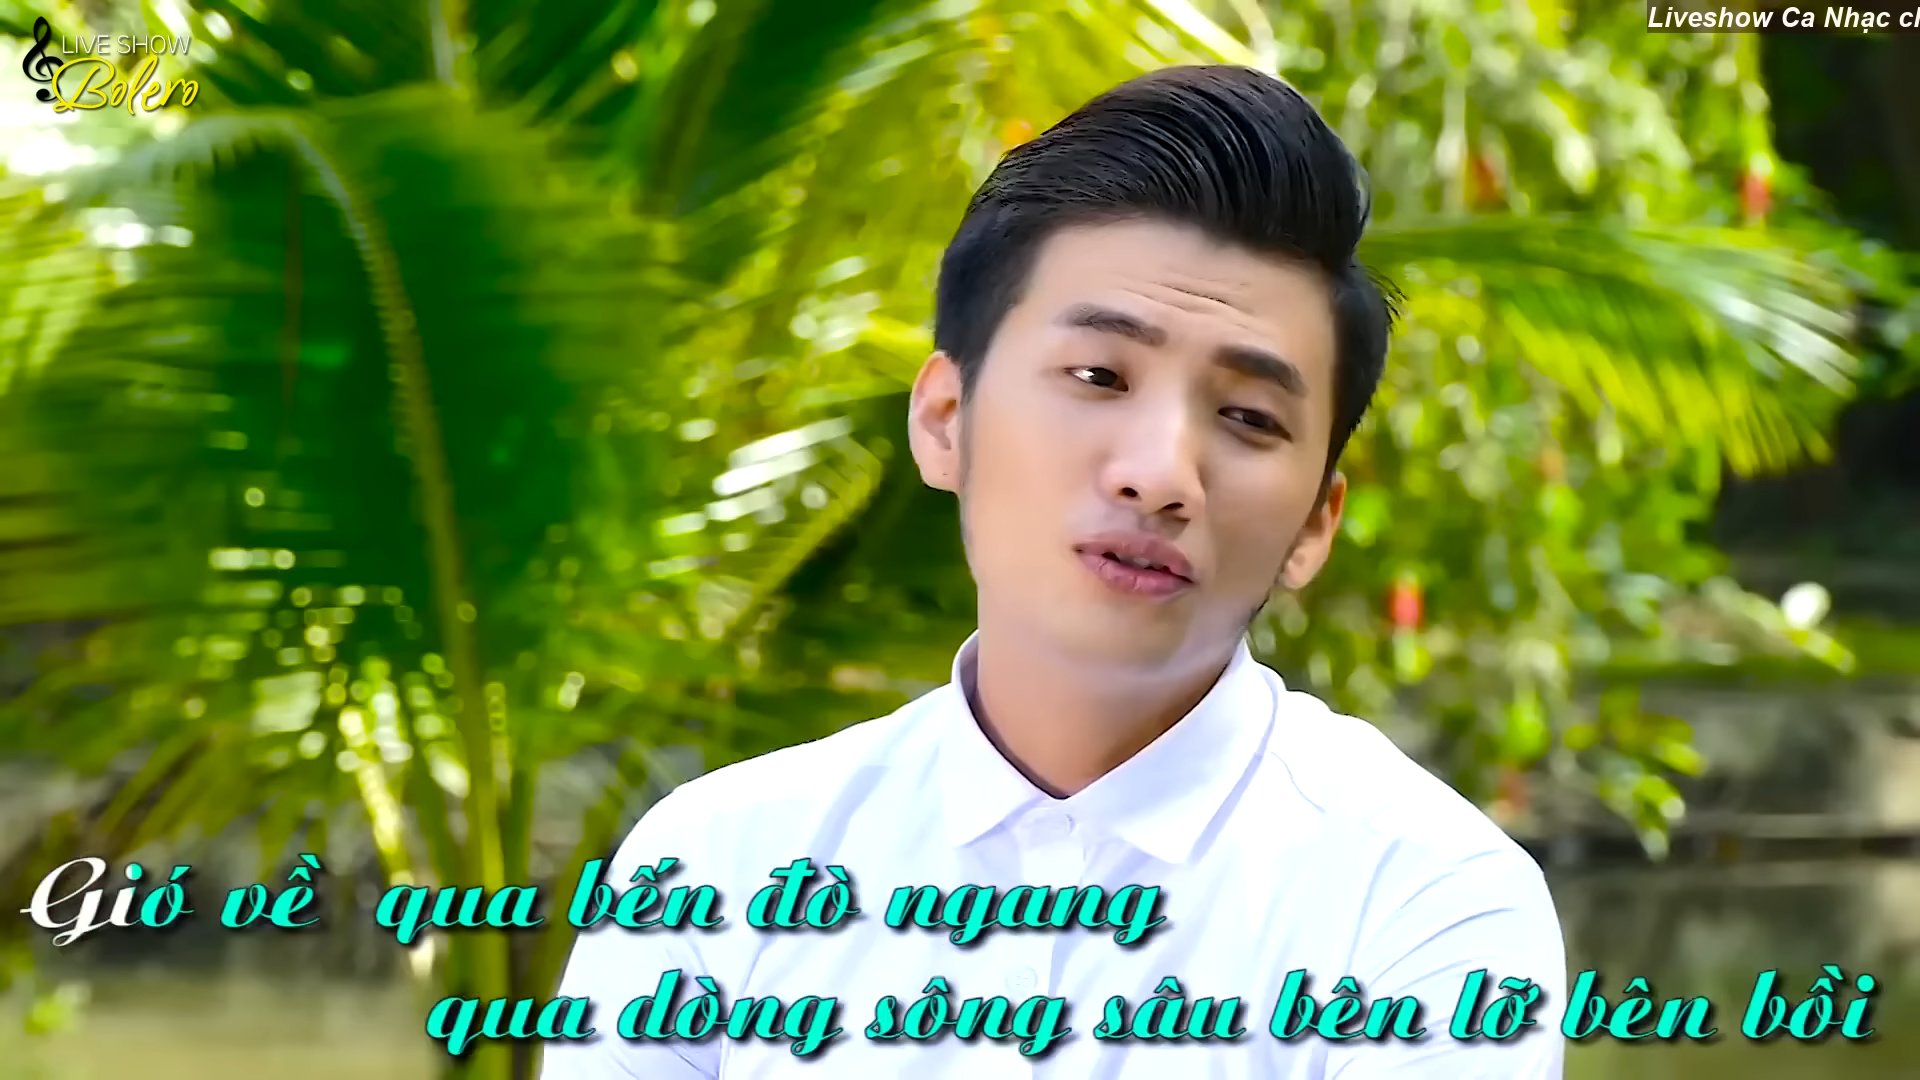 LIVE SHOW
Bolero
Liveshow Ca Nhạc
Gió về qua bến đò ngang
qua dòng sông sâu bên lỡ bên bồi